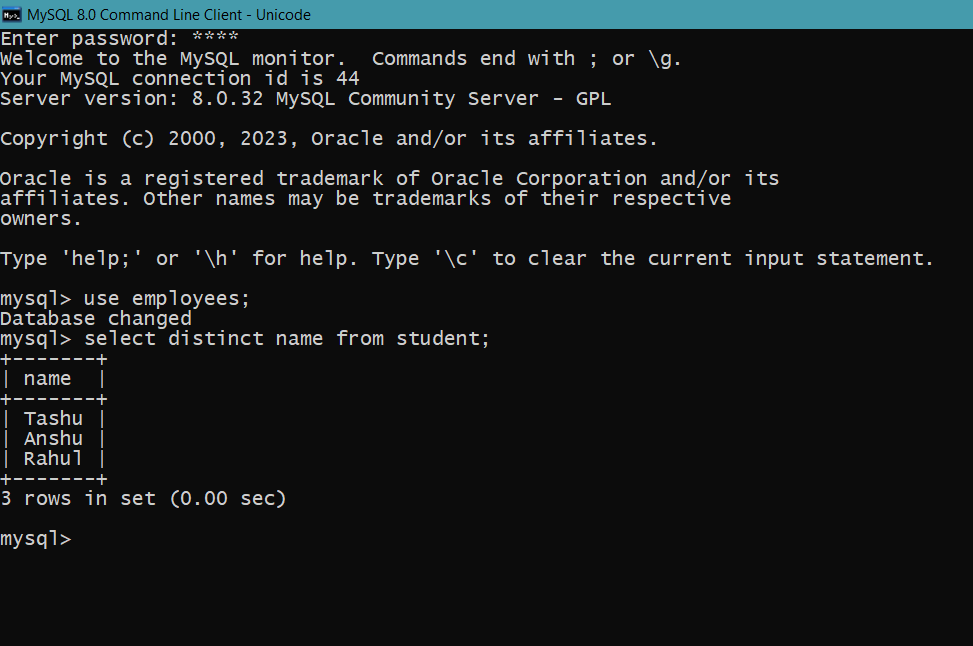 MySQL 8.0 Command Line Client - Unicode
Enter password: ****
Welcome to the MySQL monitor.  Commands end with ; or \g.
Your MySQL connection id is 44
Server version: 8.0.32 MySQL Community Server - GPL
Copyright (c) 2000, 2023, Oracle and/or its affiliates.
Oracle is a registered trademark of Oracle Corporation and/or its
affiliates. Other names may be trademarks of their respective
owners.
Type 'help;' or '\h' for help. Type '\c' to clear the current input statement.
mysql> use employees;
Database changed
mysql> select distinct name from student;
+-------+
| name  |
+-------+
| Tashu |
| Anshu |
| Rahul |
+-------+
3 rows in set (0.00 sec)
mysql>